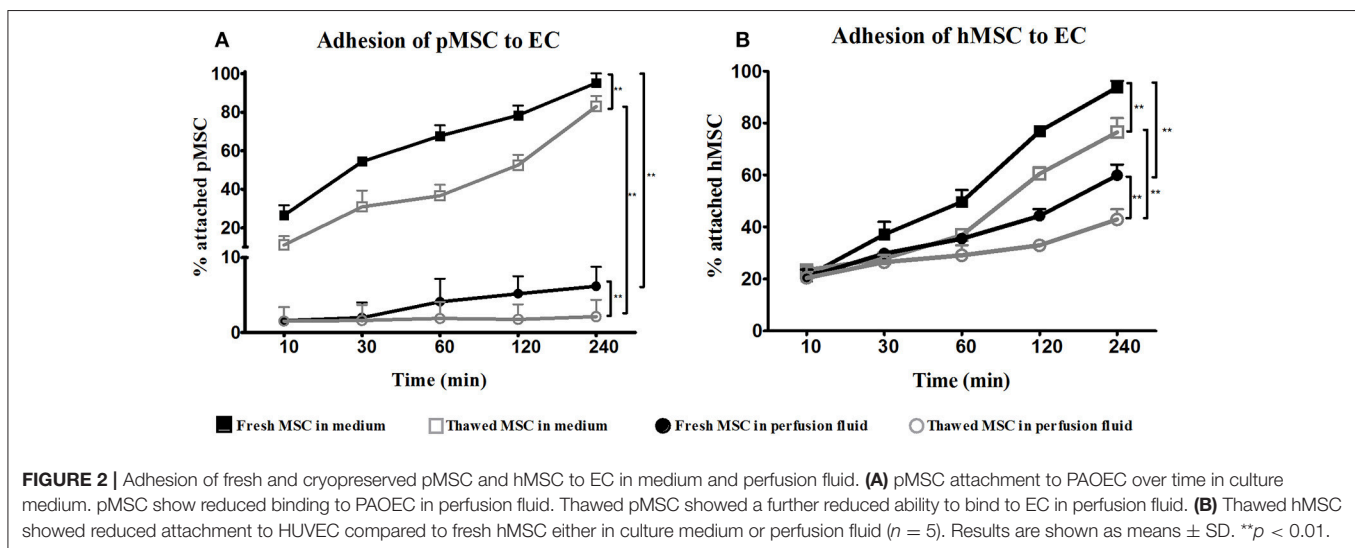 A
Adhesion of pMSC to EC
B
Adhesion of hMSC to EC
% attached pMSC
100
80
60
40
20
10
0
**
**
**
**
10 30 60 120 240
Time (min)
% attached hMSC
100
80
60
40
20
0
**
**
**
**
10 30 60 120 240
Time (min)
Fresh MSC in medium Thawed MSC in medium Fresh MSC in perfusion fluid Thawed MSC in perfusion fluid
FIGURE 2 | Adhesion of fresh and cryopreserved pMSC and hMSC to EC in medium and perfusion fluid. (A) pMSC attachment to PAOEC over time in culture
medium. pMSC show reduced binding to PAOEC in perfusion fluid. Thawed pMSC showed a further reduced ability to bind to EC in perfusion fluid. (B) Thawed hMSC
showed reduced attachment to HUVEC compared to fresh hMSC either in culture medium or perfusion fluid (n = 5). Results are shown as means ± SD. **p < 0.01.